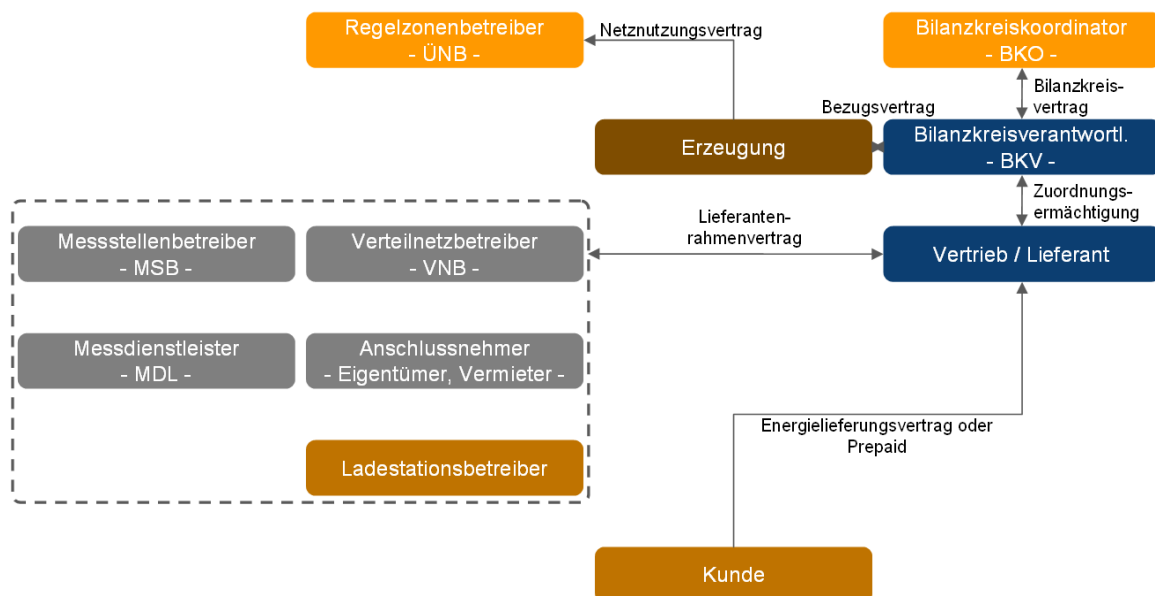 Regelzonenbetreiber
- ÜNB -
Netznutzungsvertrag
Bilanzkreiskoordinator
- BKO -
Bilanzkreis-
vertrag
Bezugsvertrag
Erzeugung
Bilanzkreisverantwortl.
- BKV -
Zuordnungs-
ermächtigung
Messstellenbetreiber
- MSB -
Verteilnetzbetreiber
- VNB -
Lieferanten-
rahmenvertrag
Vertrieb / Lieferant
Messdienstleister
- MDL -
Anschlussnehmer
- Eigentümer, Vermieter -
Energielieferungsvertrag oder
Prepaid
Ladestationsbetreiber
Kunde